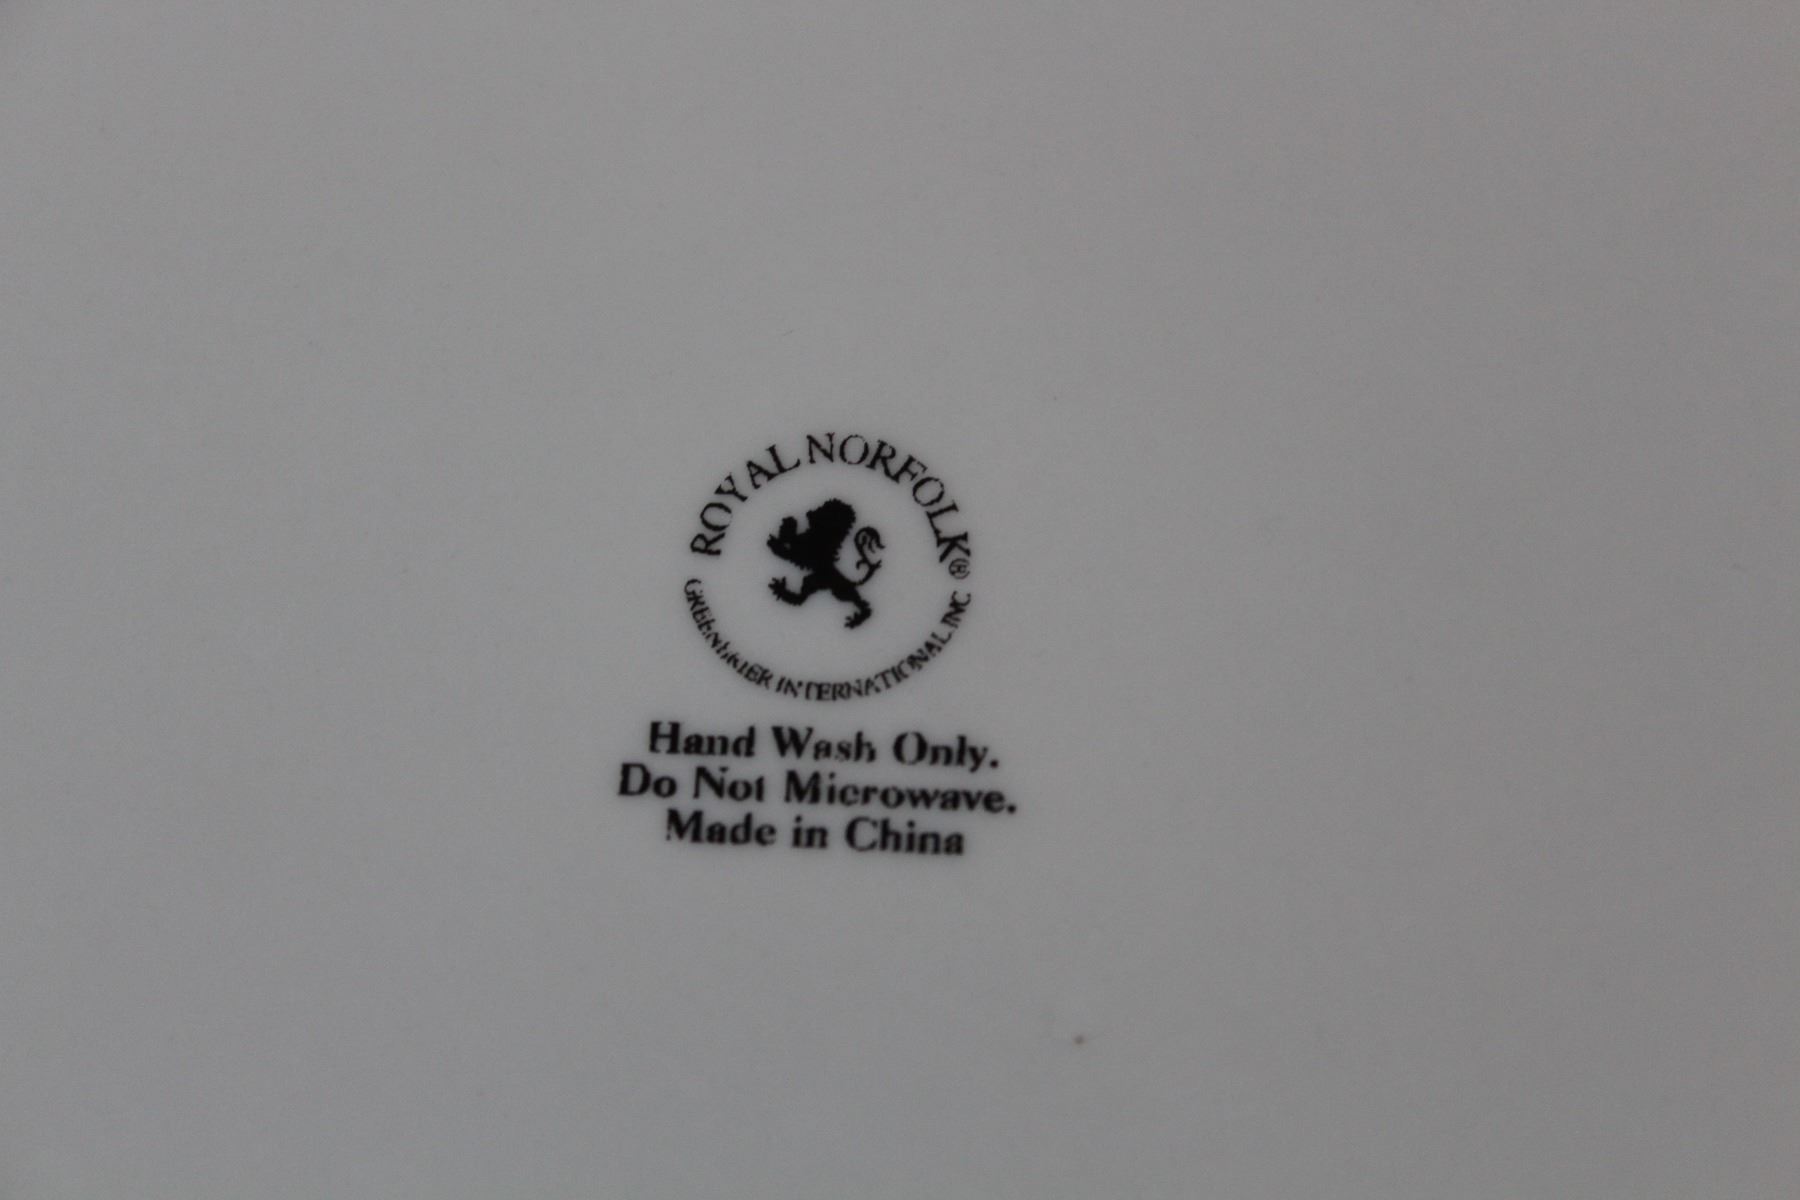 ROYAL NORFOLK®
GREENBRIER INTERNATIONAL INC
Hand Wash Only.
Do Not Microwave.
Made in China